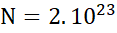 N = 2. 10²³